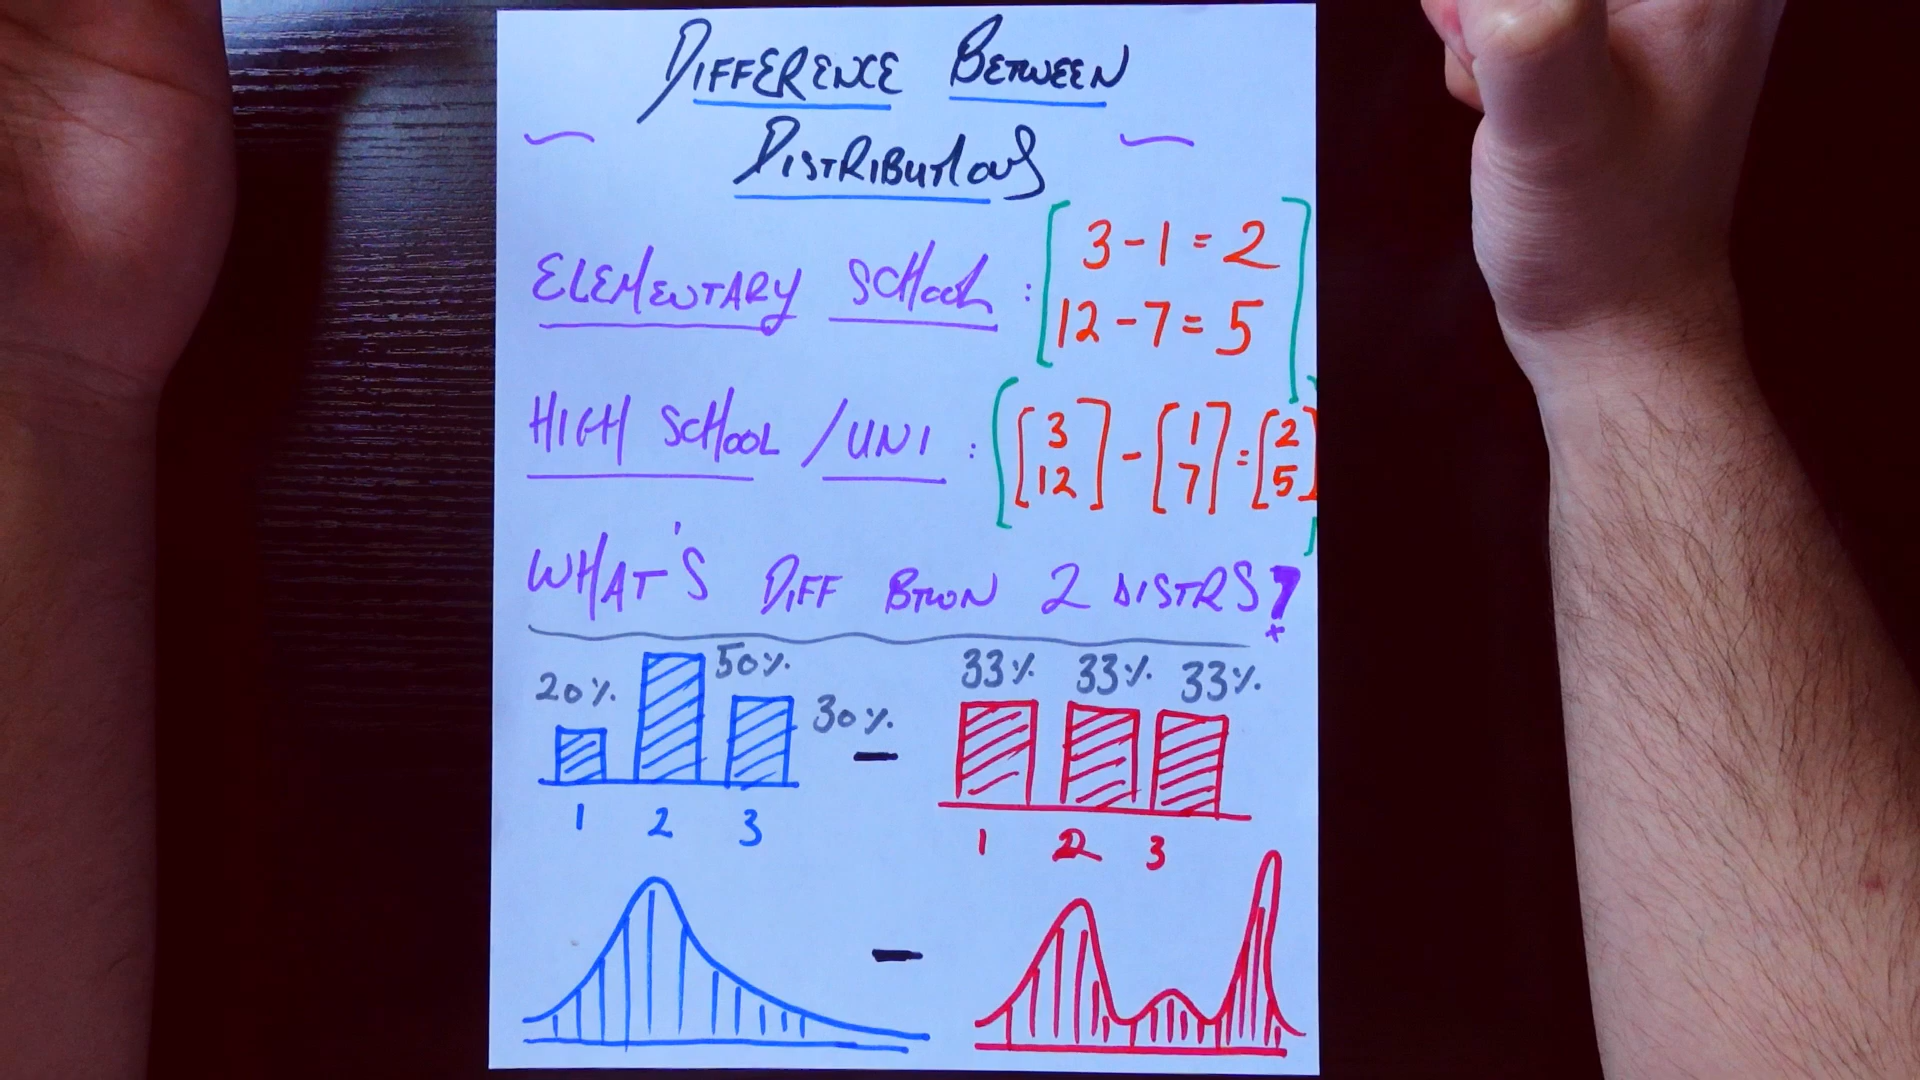 DIFFERENCE BETWEEN
DISTRIBUTIONS
ELEMENTARY SCHOOL : [ 3-1=2
12-7=5 ]
HIGH SCHOOL / UNI : [ [3 12] - [1 7] = [2 5] ]
WHAT'S DIFF BTWN 2 DISTRS?
20% 50% 30% - 33% 33% 33%
1 2 3 1 2 3
-